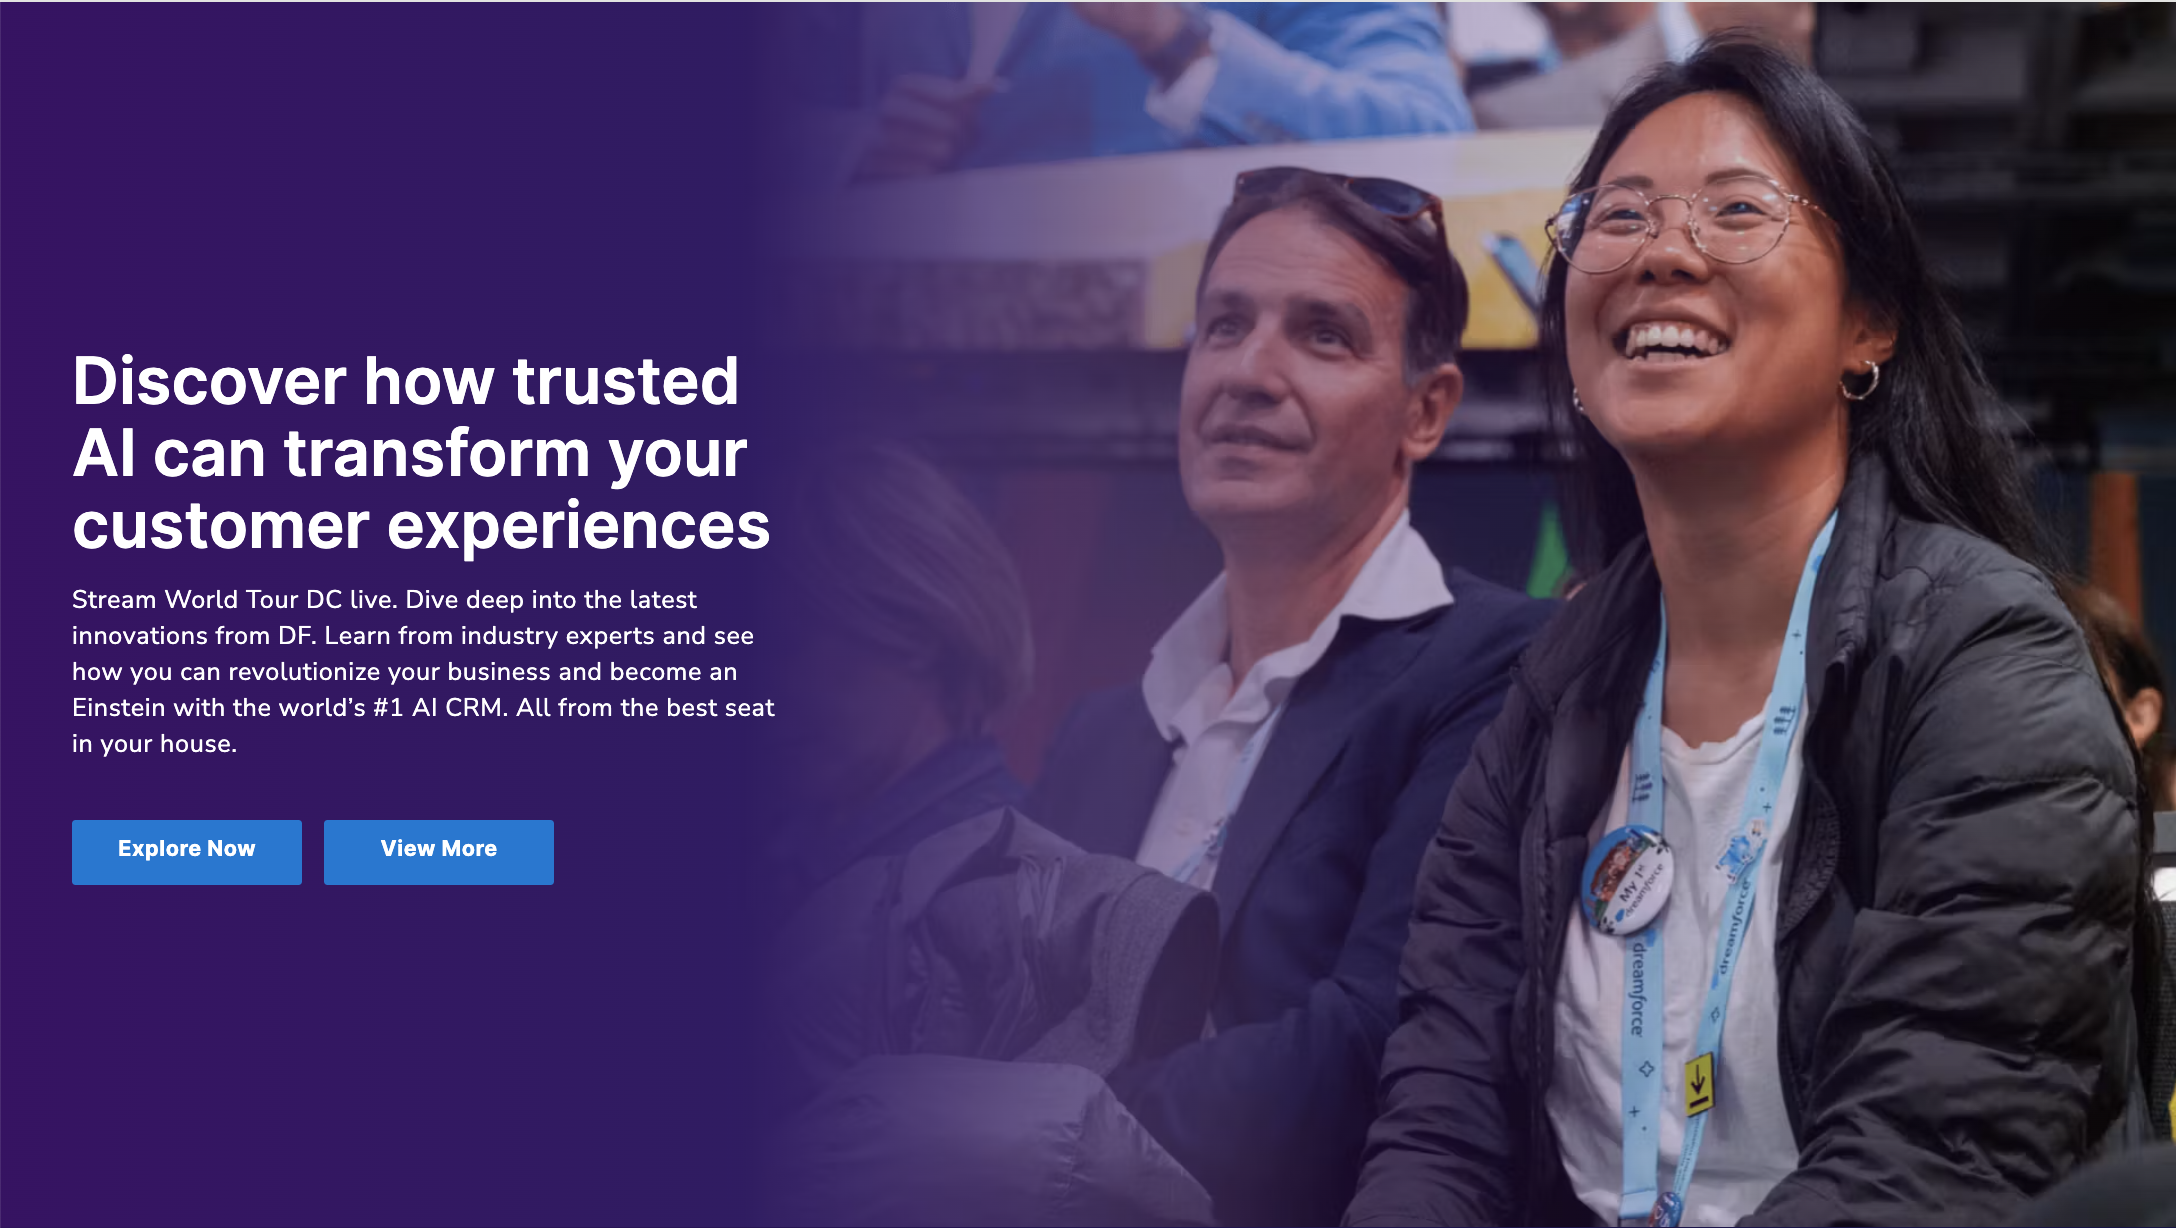 Discover how trusted
AI can transform your
customer experiences
Stream World Tour DC live. Dive deep into the latest
innovations from DF. Learn from industry experts and see
how you can revolutionize your business and become an
Einstein with the world’s #1 AI CRM. All from the best seat
in your house.
Explore Now
View More
My 1st
dreamforce
dreamforce
dreamforce